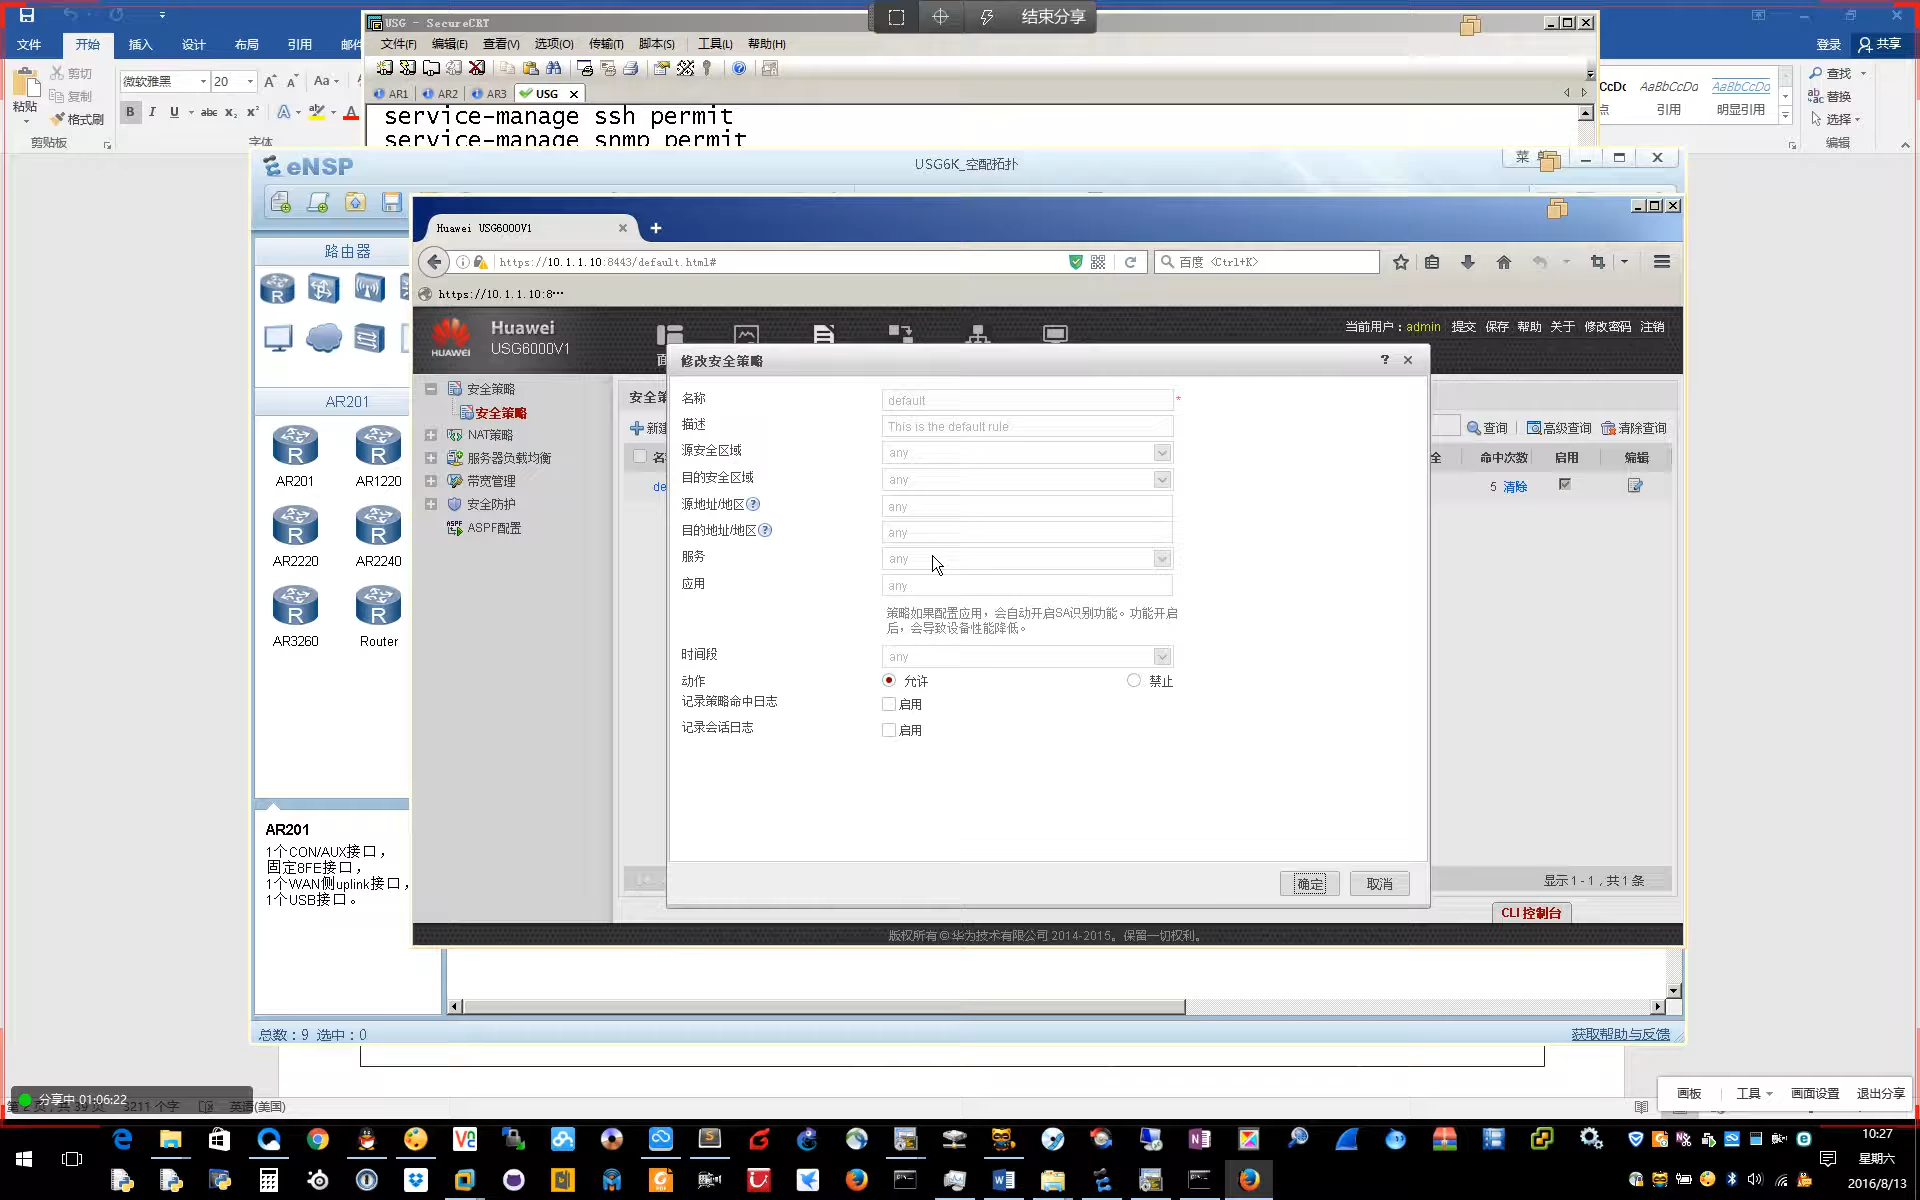 USG - SecureCRT
结束分享
文件 开始 插入 设计 布局 引用 邮件
登录 共享
文件(F) 编辑(E) 查看(V) 选项(O) 传输(T) 脚本(S) 工具(L) 帮助(H)
粘贴 剪切 复制 格式刷
微软雅黑 20
剪贴板 字体
AR1 AR2 AR3 USG
service-manage ssh permit
service-manage snmp permit
CcDc AaBbCcDo AaBbCcDo
点 引用 明显引用
查找
替换
选择
编辑
eNSP
USG6K_空配拓扑
菜
路由器
AR201
AR201 AR1220
AR2220 AR2240
AR3260 Router
AR201
1个CON/AUX接口，
固定8FE接口，
1个WAN侧uplink接口，
1个USB接口。
总数：9 选中：0
获取帮助与反馈
Huawei USG6000V1
https://10.1.1.10:8443/default.html#
百度 <Ctrl+K>
https://10.1.1.10:8…
HUAWEI
Huawei
USG6000V1
面
当前用户：admin 提交 保存 帮助 关于 修改密码 注销
安全策略
安全策略
NAT策略
服务器负载均衡
带宽管理
安全防护
ASPF配置
安全策
新建
名
de
查询 高级查询 清除查询
全 命中次数 启用 编辑
5 清除
修改安全策略
名称 default *
描述 This is the default rule
源安全区域 any
目的安全区域 any
源地址/地区 any
目的地址/地区 any
服务 any
应用 any
策略如果配置应用，会自动开启SA识别功能。功能开启
后，会导致设备性能降低。
时间段 any
动作 允许 禁止
记录策略命中日志 启用
记录会话日志 启用
确定 取消
显示 1 - 1，共 1 条
CLI 控制台
版权所有 © 华为技术有限公司 2014-2015。保留一切权利。
分享中 01:06:22
3211 个字 英语(美国)
画板 工具 画面设置 退出分享
10:27
星期六
2016/8/13